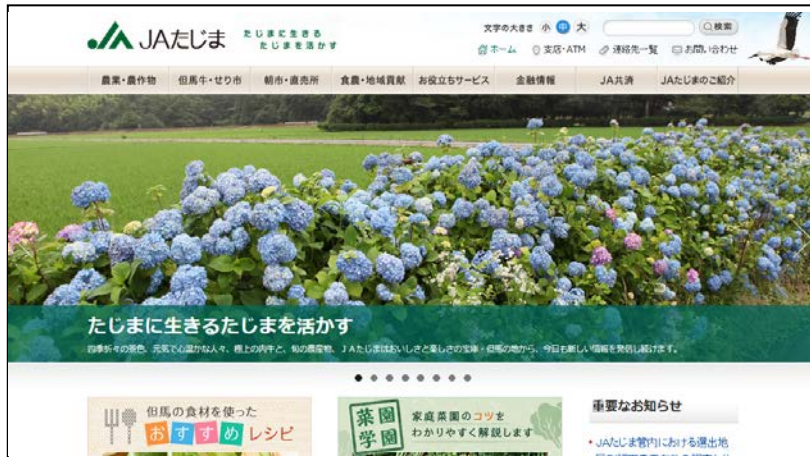 JAたじま
たじまに生きる
たじまを活かす
文字の大きさ 小 中 大
検索
ホーム 支店・ATM 連絡先一覧 お問い合わせ
農業・農作物 但馬牛・せり市 朝市・直売所 食農・地域貢献 お役立ちサービス 金融情報 JA共済 JAたじまのご紹介
たじまに生きるたじまを活かす
四季折々の景色、元気で心温かな人々、極上の肉牛と、旬の農産物、JAたじまはおいしさと楽しさの宝庫・但馬の地から、今日も新しい情報を発信し続けます。
但馬の食材を使った
おすすめレシピ
菜園
学園
家庭菜園のコツを
わかりやすく解説します
重要なお知らせ
JAたじま管内における選出地